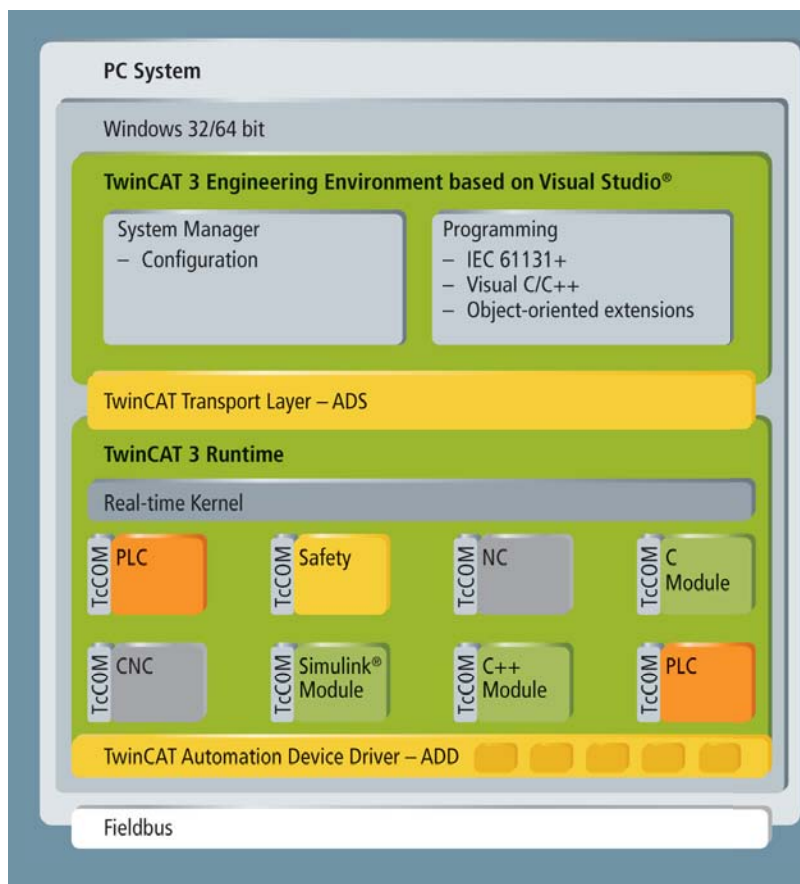 PC System
Windows 32/64 bit
TwinCAT 3 Engineering Environment based on Visual Studio®
System Manager
– Configuration
Programming
– IEC 61131+
– Visual C/C++
– Object-oriented extensions
TwinCAT Transport Layer – ADS
TwinCAT 3 Runtime
Real-time Kernel
TcCOM
PLC
TcCOM
Safety
TcCOM
NC
TcCOM
C
Module
TcCOM
CNC
TcCOM
Simulink®
Module
TcCOM
C++
Module
TcCOM
PLC
TwinCAT Automation Device Driver – ADD
Fieldbus